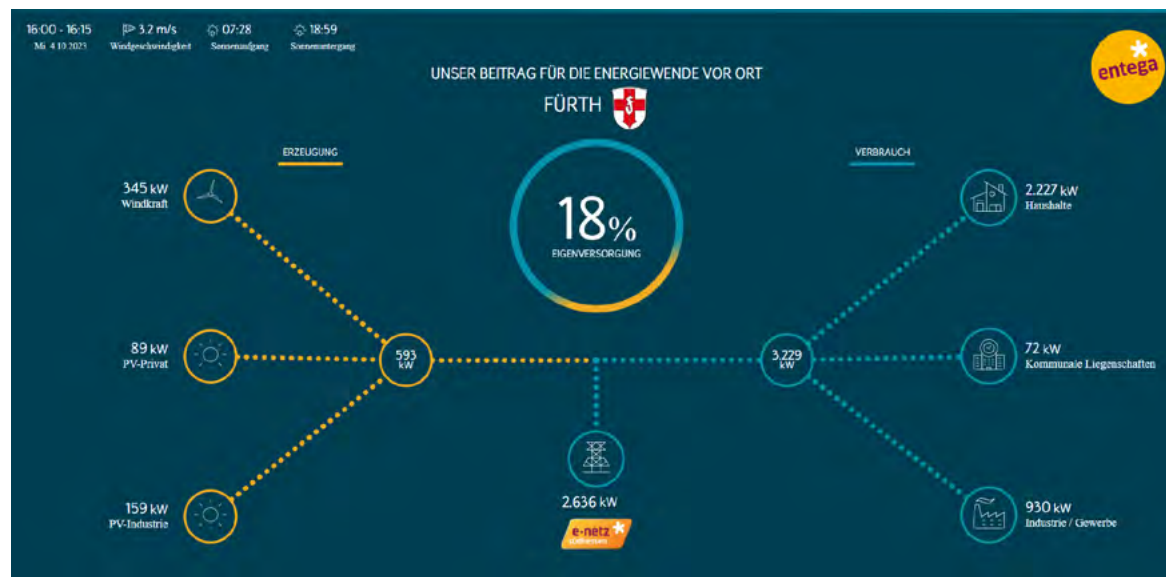 16:00 - 16:15
Mi. 4.10.2023
3.2 m/s
Windgeschwindigkeit
07:28
Sonnenaufgang
18:59
Sonnenuntergang
entega
UNSER BEITRAG FÜR DIE ENERGIEWENDE VOR ORT
FÜRTH
ERZEUGUNG
VERBRAUCH
18%
EIGENVERSORGUNG
345 kW
Windkraft
89 kW
PV-Privat
159 kW
PV-Industrie
593
kW
3.229
kW
2.636 kW
e-netz
südhessen
2.227 kW
Haushalte
72 kW
Kommunale Liegenschaften
930 kW
Industrie / Gewerbe